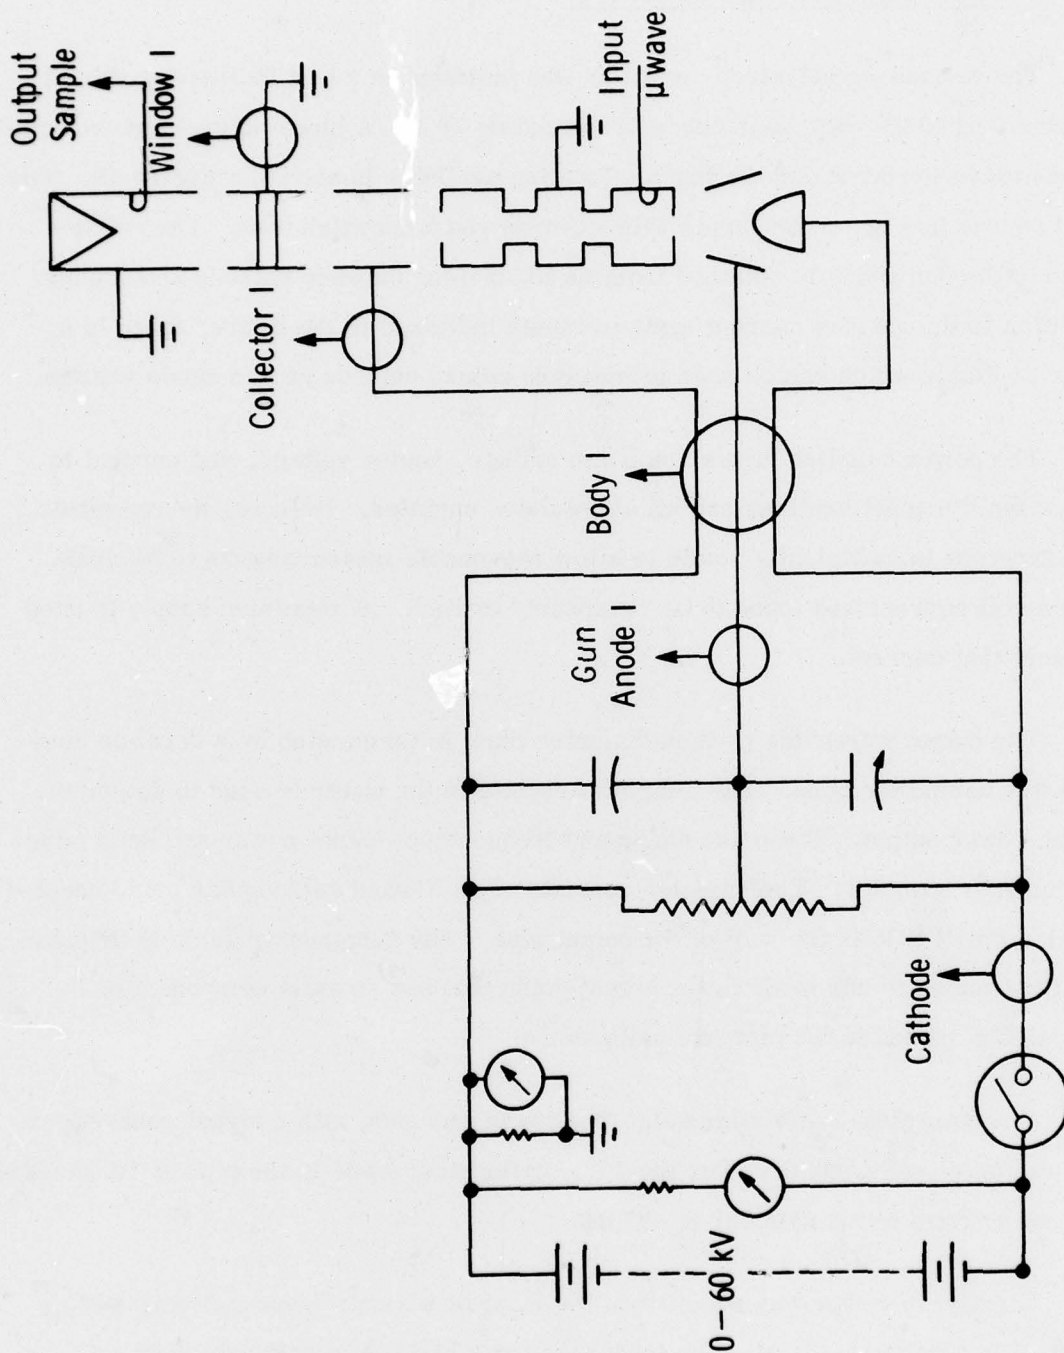 Output
Sample
Window I
Input
μ wave
Collector I
Body I
Gun
Anode I
Cathode I
0 – 60 kV